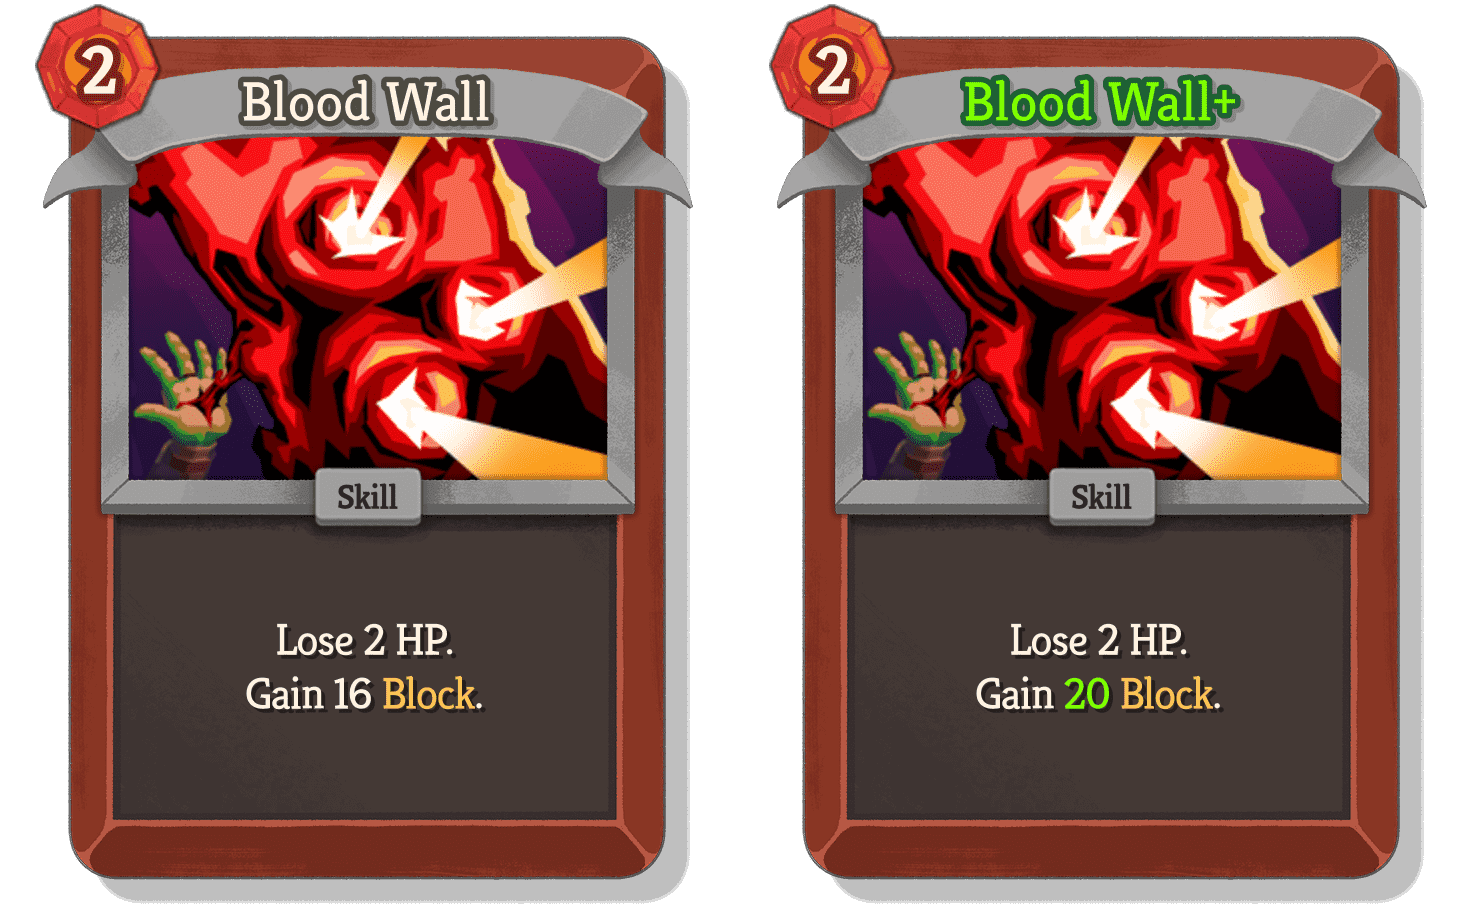 2
Blood Wall
Skill
Lose 2 HP.
Gain 16 Block.
2
Blood Wall+
Skill
Lose 2 HP.
Gain 20 Block.